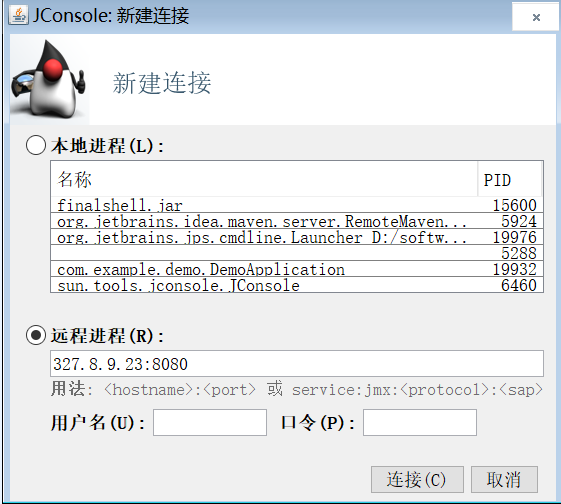 JConsole: 新建连接
新建连接
本地进程(L):
名称 PID
finalshell.jar 15600
org.jetbrains.idea.maven.server.RemoteMaven... 5924
org.jetbrains.jps.cmdline.Launcher D:/softw... 19976
5288
com.example.demo.DemoApplication 19932
sun.tools.jconsole.JConsole 6460
远程进程(R):
327.8.9.23:8080
用法: <hostname>:<port> 或 service:jmx:<protocol>:<sap>
用户名(U): 口令(P):
连接(C) 取消